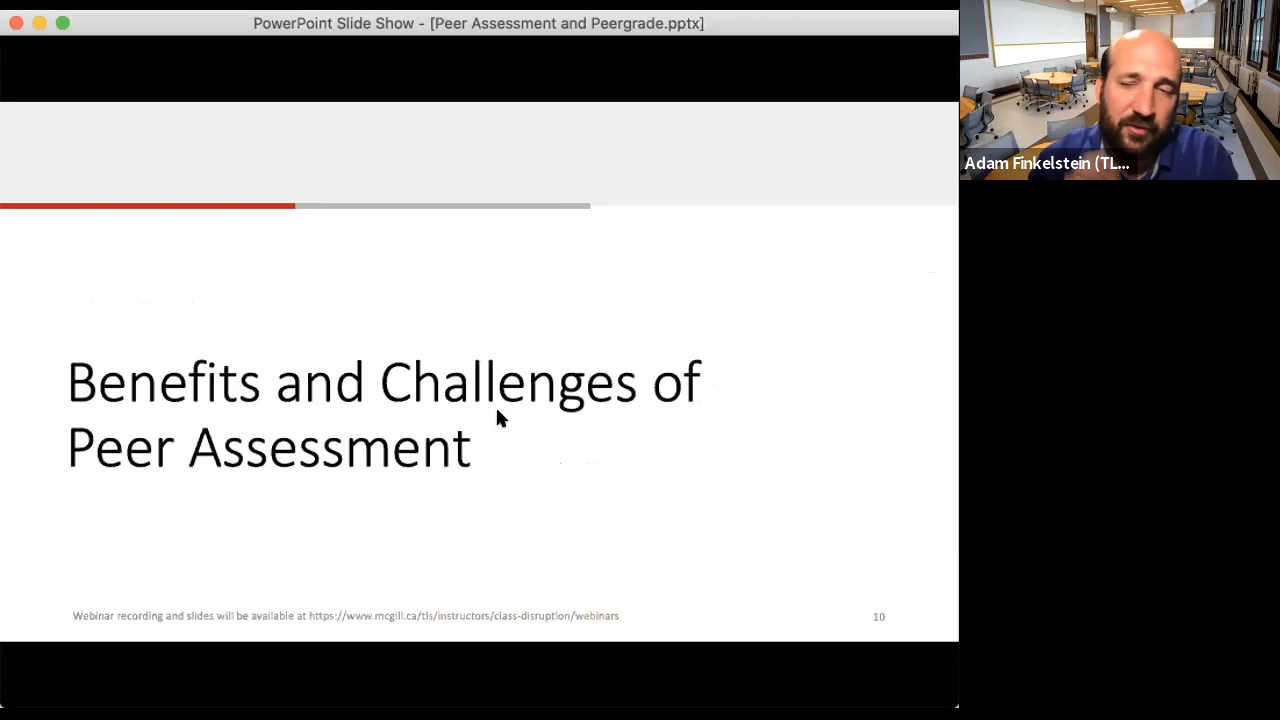 PowerPoint Slide Show - [Peer Assessment and Peergrade.pptx]
Adam Finkelstein (TL...
Benefits and Challenges of
Peer Assessment
Webinar recording and slides will be available at https://www.mcgill.ca/tls/instructors/class-disruption/webinars
10